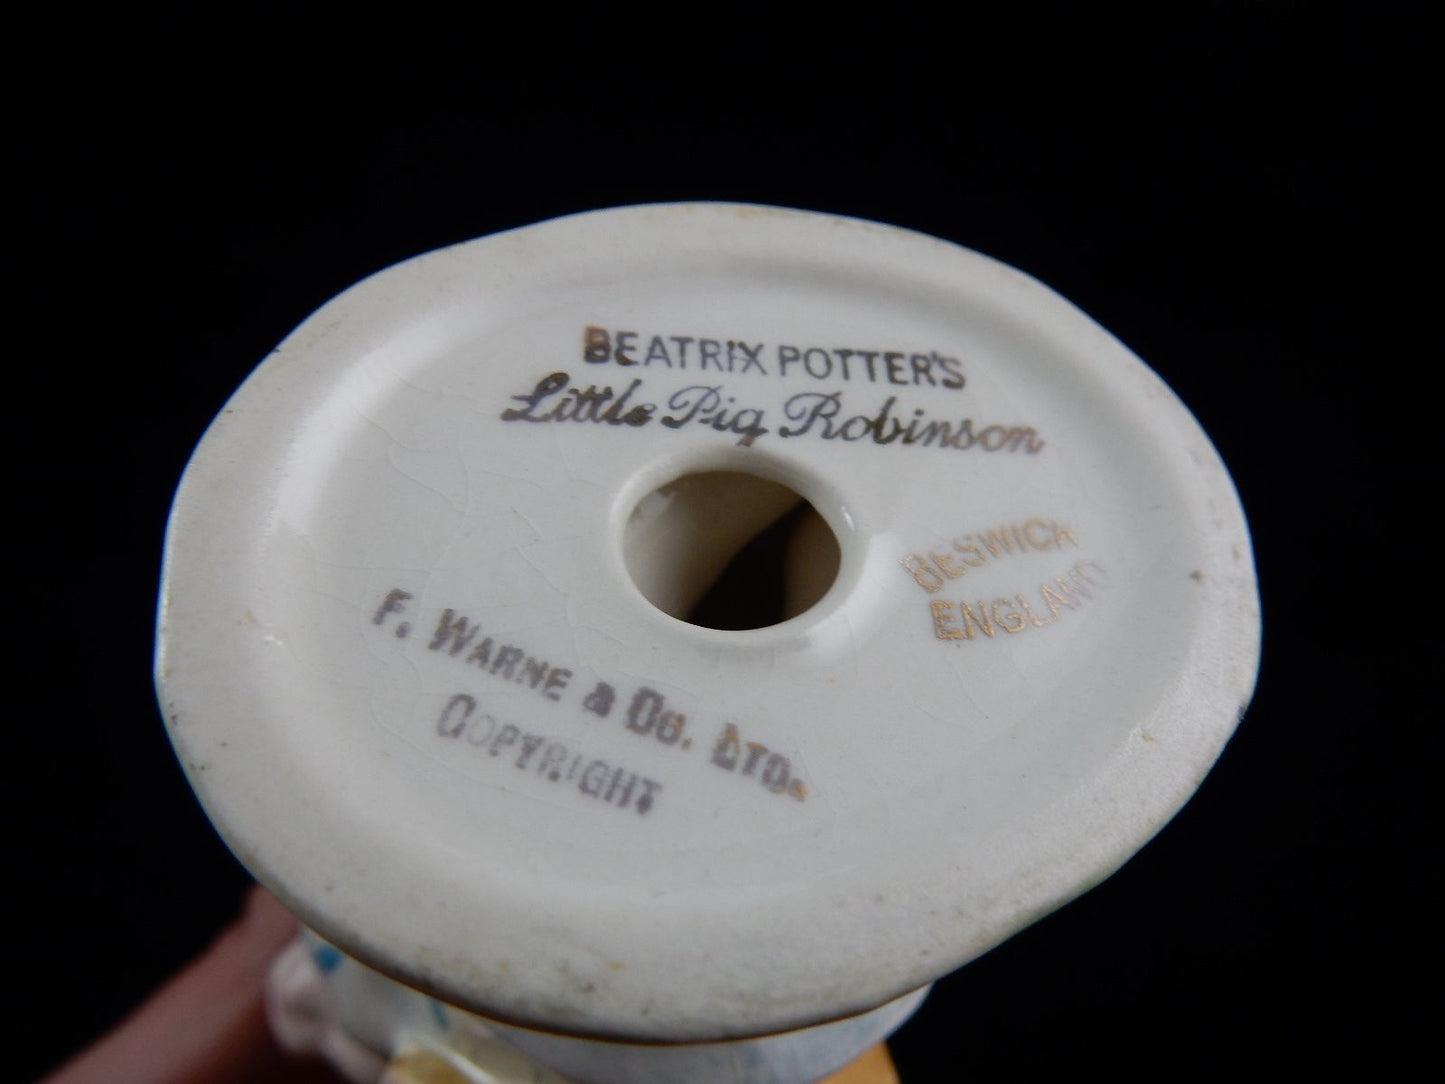 BEATRIX POTTER'S
Little Pig Robinson
BESWICK
ENGLAND
F. WARNE & CO. LTD.
COPYRIGHT